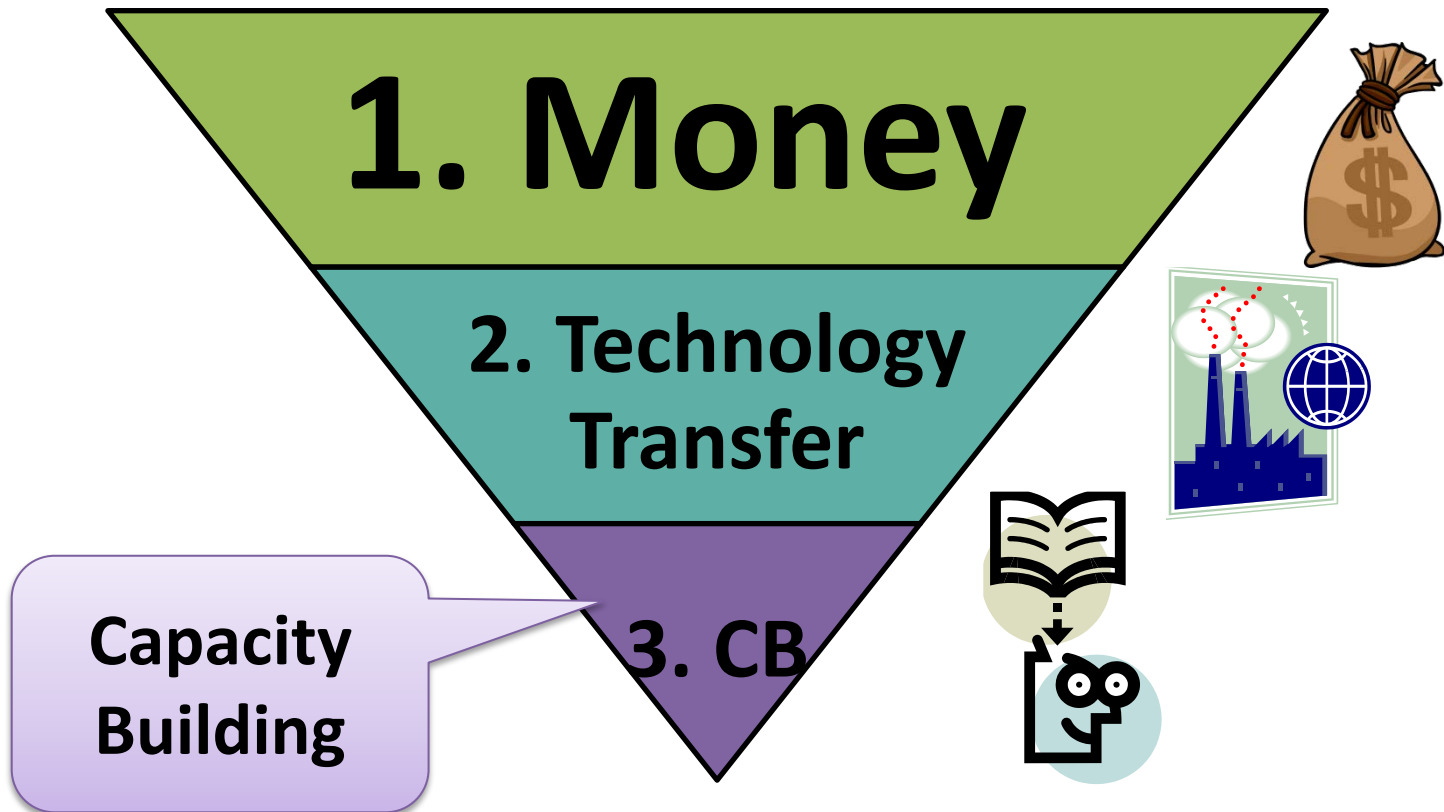 1. Money
$
2. Technology
Transfer
3. CB
Capacity
Building